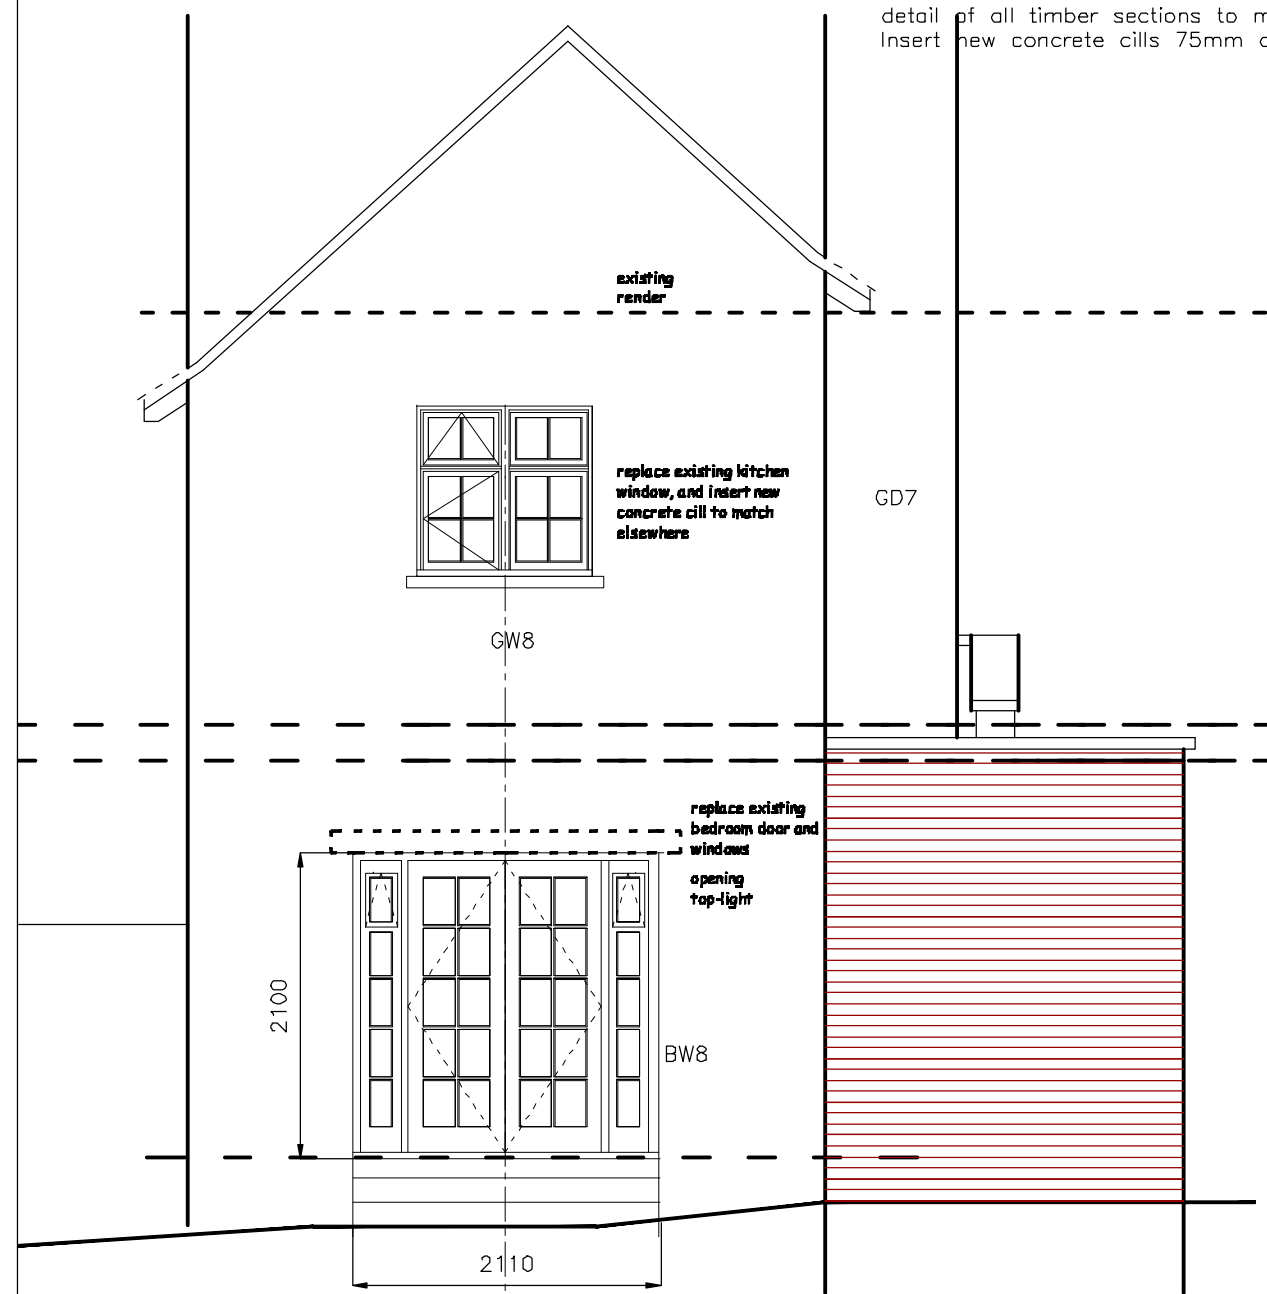 detail of all timber sections to
Insert new concrete cills 75mm
existing
render
replace existing kitchen
window, and insert new
concrete cill to match
elsewhere
GD7
GW8
replace existing
bedroom door and
windows
opening
top-light
2100
BW8
2110